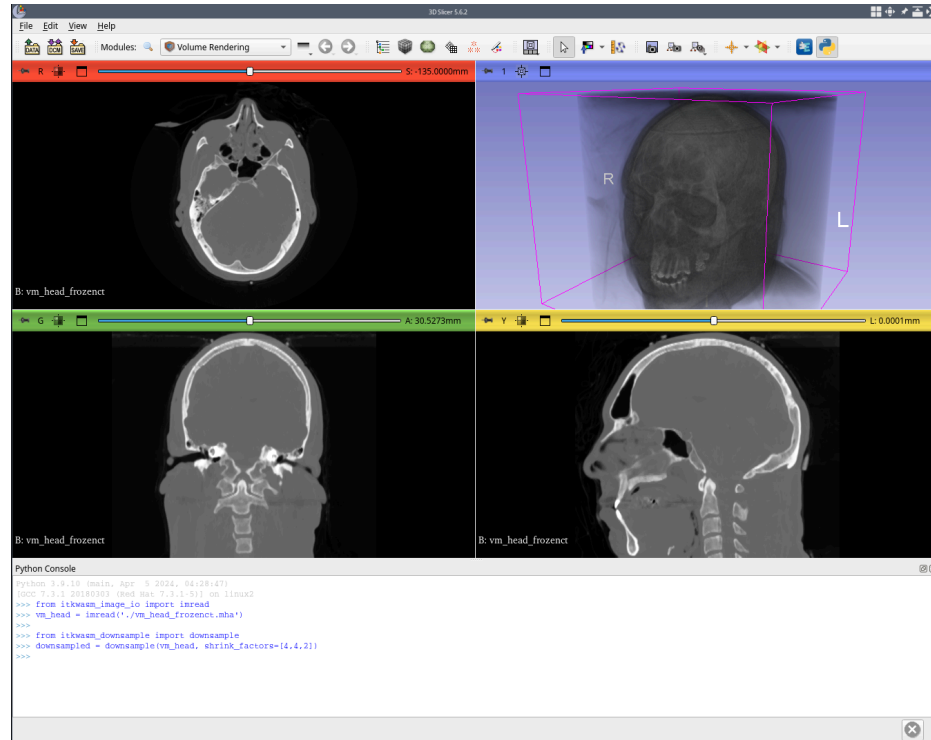 3D Slicer 5.6.2
File Edit View Help
DATA DCM SAVE Modules: Volume Rendering
R S: -135.0000mm
1
R
L
B: vm_head_frozenct
G A: 30.5273mm
Y L: 0.0001mm
B: vm_head_frozenct
B: vm_head_frozenct
Python Console
Python 3.9.10 (main, Apr  5 2024, 04:28:47)
[GCC 7.3.1 20180303 (Red Hat 7.3.1-5)] on linux2
>>> from itkwasm_image_io import imread
>>> vm_head = imread('./vm_head_frozenct.mha')
>>>
>>> from itkwasm_downsample import downsample
>>> downsampled = downsample(vm_head, shrink_factors=[4,4,2])
>>>